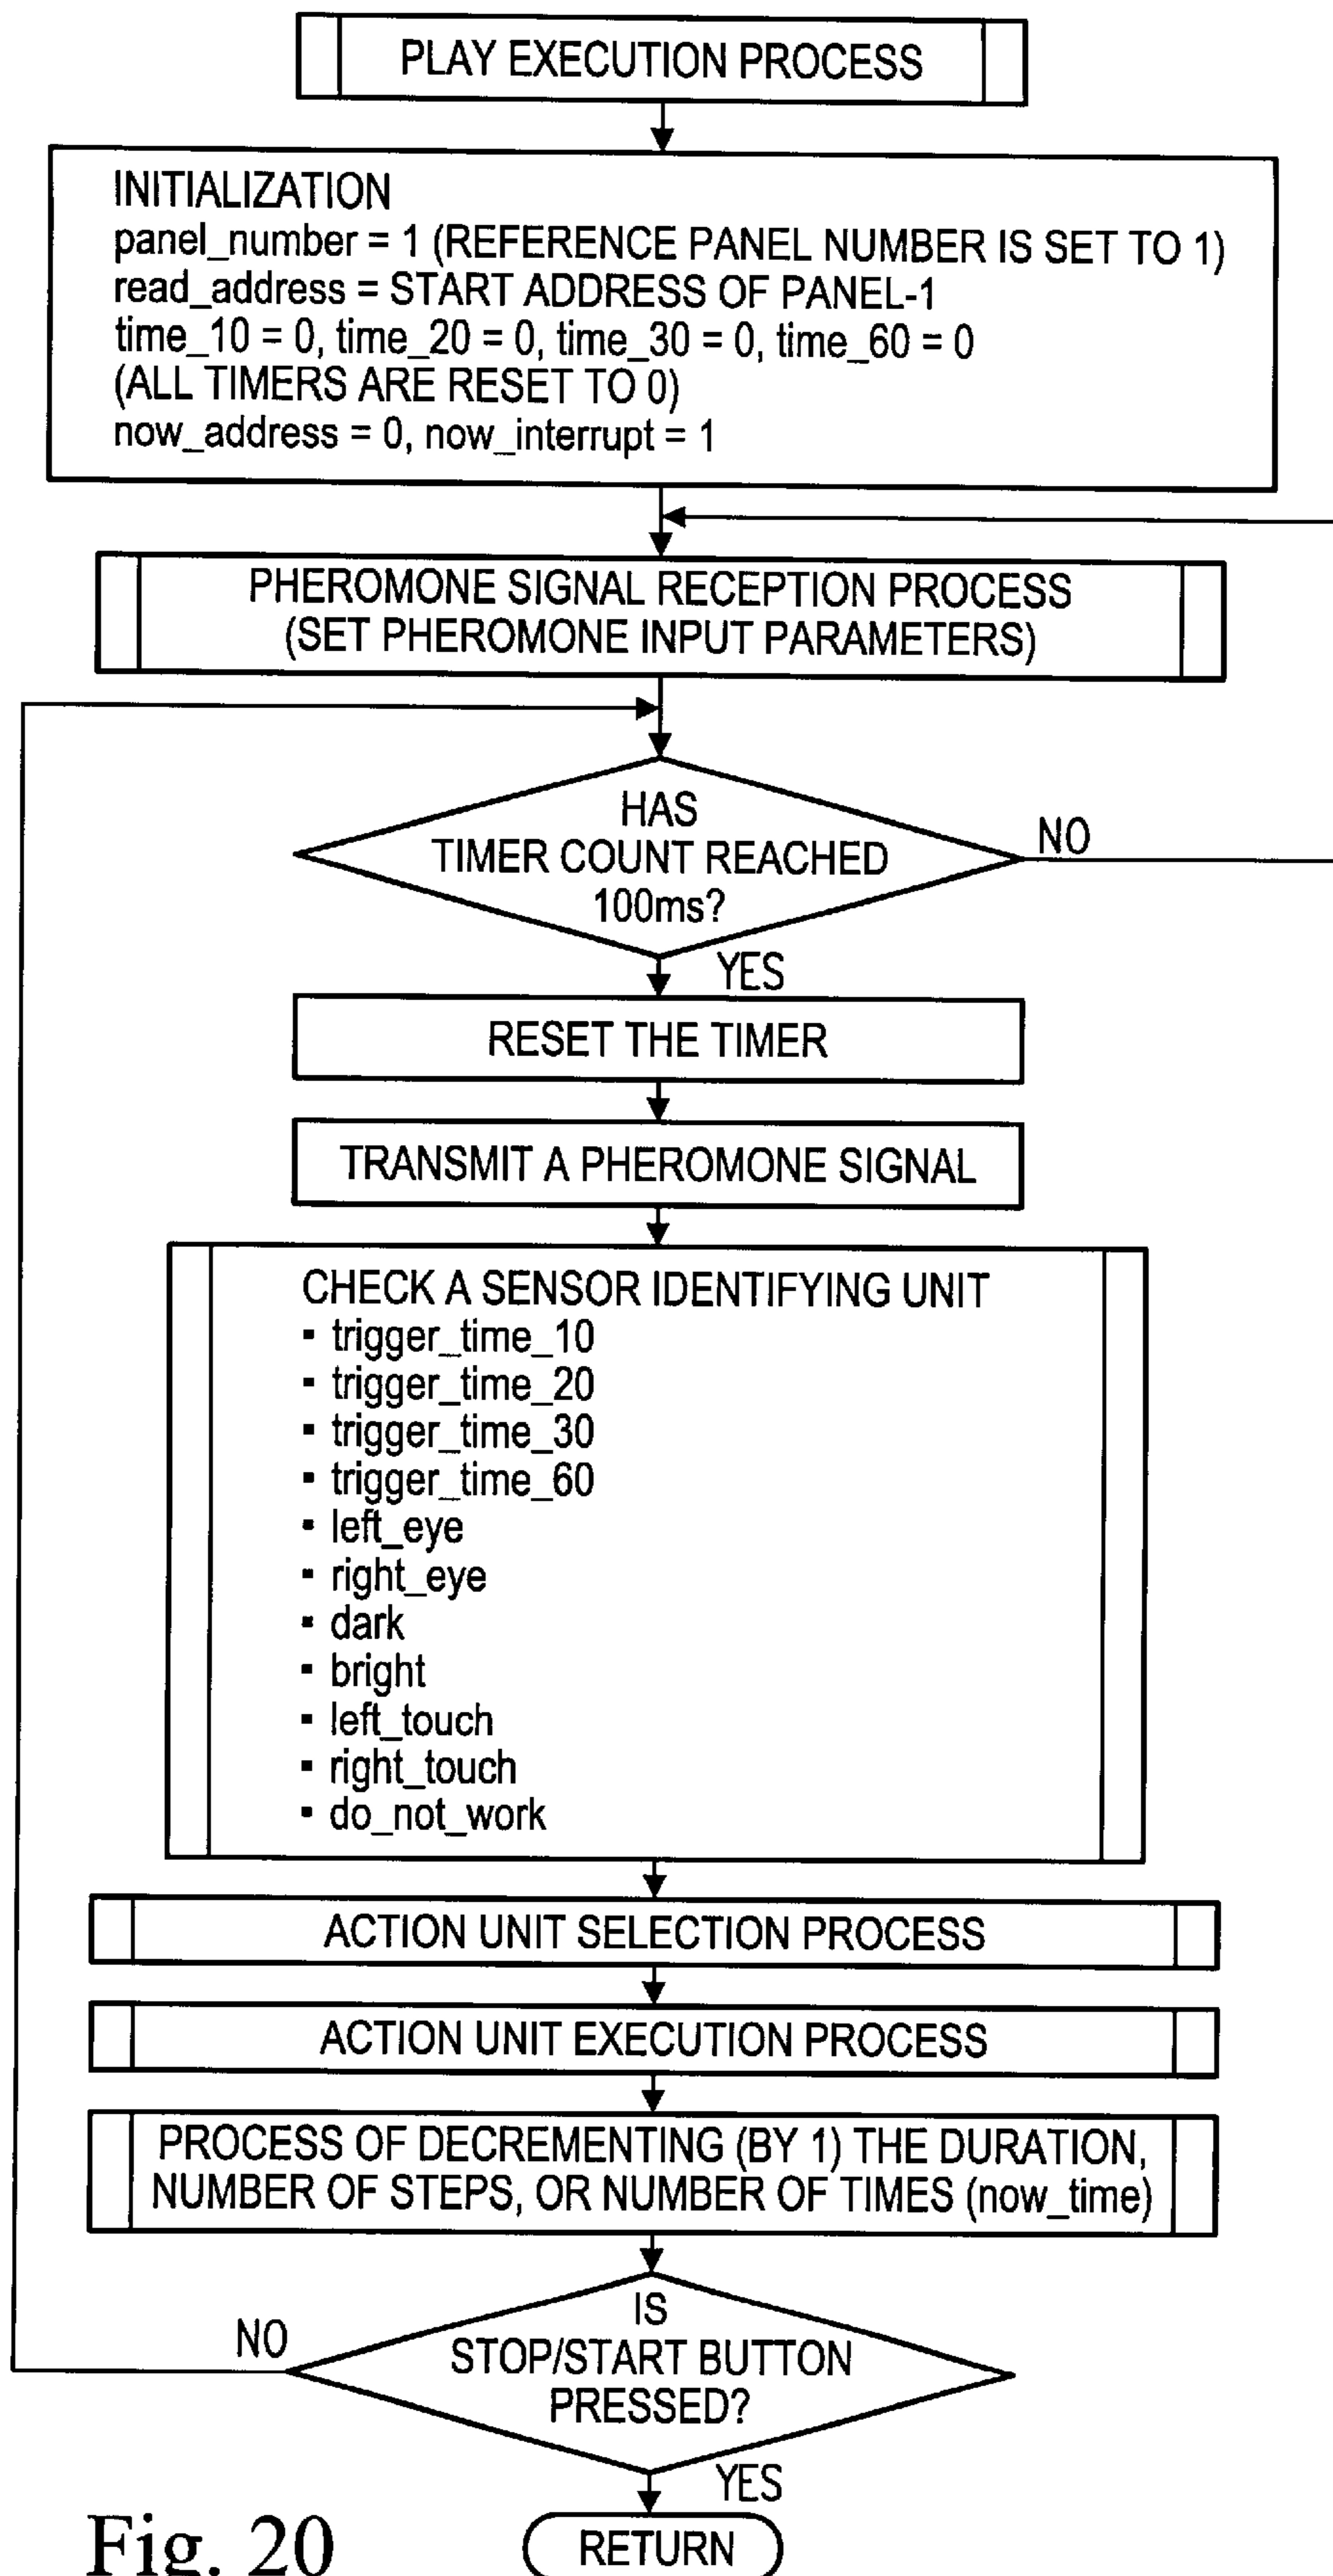 PLAY EXECUTION PROCESS
INITIALIZATION
panel_number = 1 (REFERENCE PANEL NUMBER IS SET TO 1)
read_address = START ADDRESS OF PANEL-1
time_10 = 0, time_20 = 0, time_30 = 0, time_60 = 0
(ALL TIMERS ARE RESET TO 0)
now_address = 0, now_interrupt = 1
PHEROMONE SIGNAL RECEPTION PROCESS
(SET PHEROMONE INPUT PARAMETERS)
HAS
TIMER COUNT REACHED
100ms?
NO
YES
RESET THE TIMER
TRANSMIT A PHEROMONE SIGNAL
CHECK A SENSOR IDENTIFYING UNIT
▪ trigger_time_10
▪ trigger_time_20
▪ trigger_time_30
▪ trigger_time_60
▪ left_eye
▪ right_eye
▪ dark
▪ bright
▪ left_touch
▪ right_touch
▪ do_not_work
ACTION UNIT SELECTION PROCESS
ACTION UNIT EXECUTION PROCESS
PROCESS OF DECREMENTING (BY 1) THE DURATION,
NUMBER OF STEPS, OR NUMBER OF TIMES (now_time)
IS
STOP/START BUTTON
PRESSED?
NO
YES
RETURN
Fig. 20